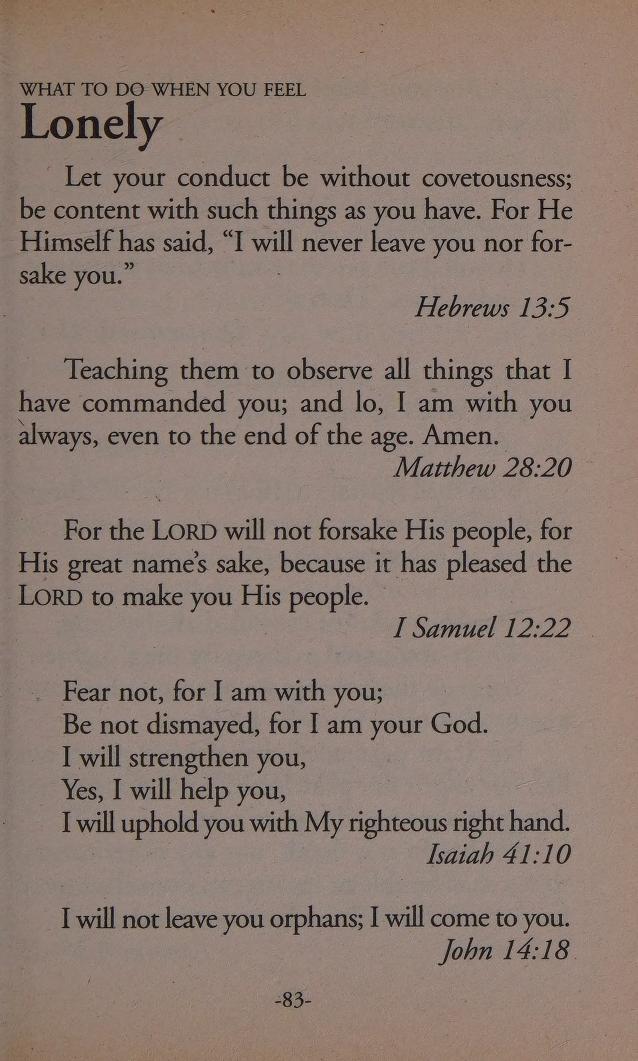 WHAT TO DO WHEN YOU FEEL
Lonely
Let your conduct be without covetousness;
be content with such things as you have. For He
Himself has said, “I will never leave you nor for-
sake you.”
Hebrews 13:5
Teaching them to observe all things that I
have commanded you; and lo, I am with you
always, even to the end of the age. Amen.
Matthew 28:20
For the LORD will not forsake His people, for
His great name’s sake, because it has pleased the
LORD to make you His people.
I Samuel 12:22
Fear not, for I am with you;
Be not dismayed, for I am your God.
I will strengthen you,
Yes, I will help you,
I will uphold you with My righteous right hand.
Isaiah 41:10
I will not leave you orphans; I will come to you.
John 14:18
-83-